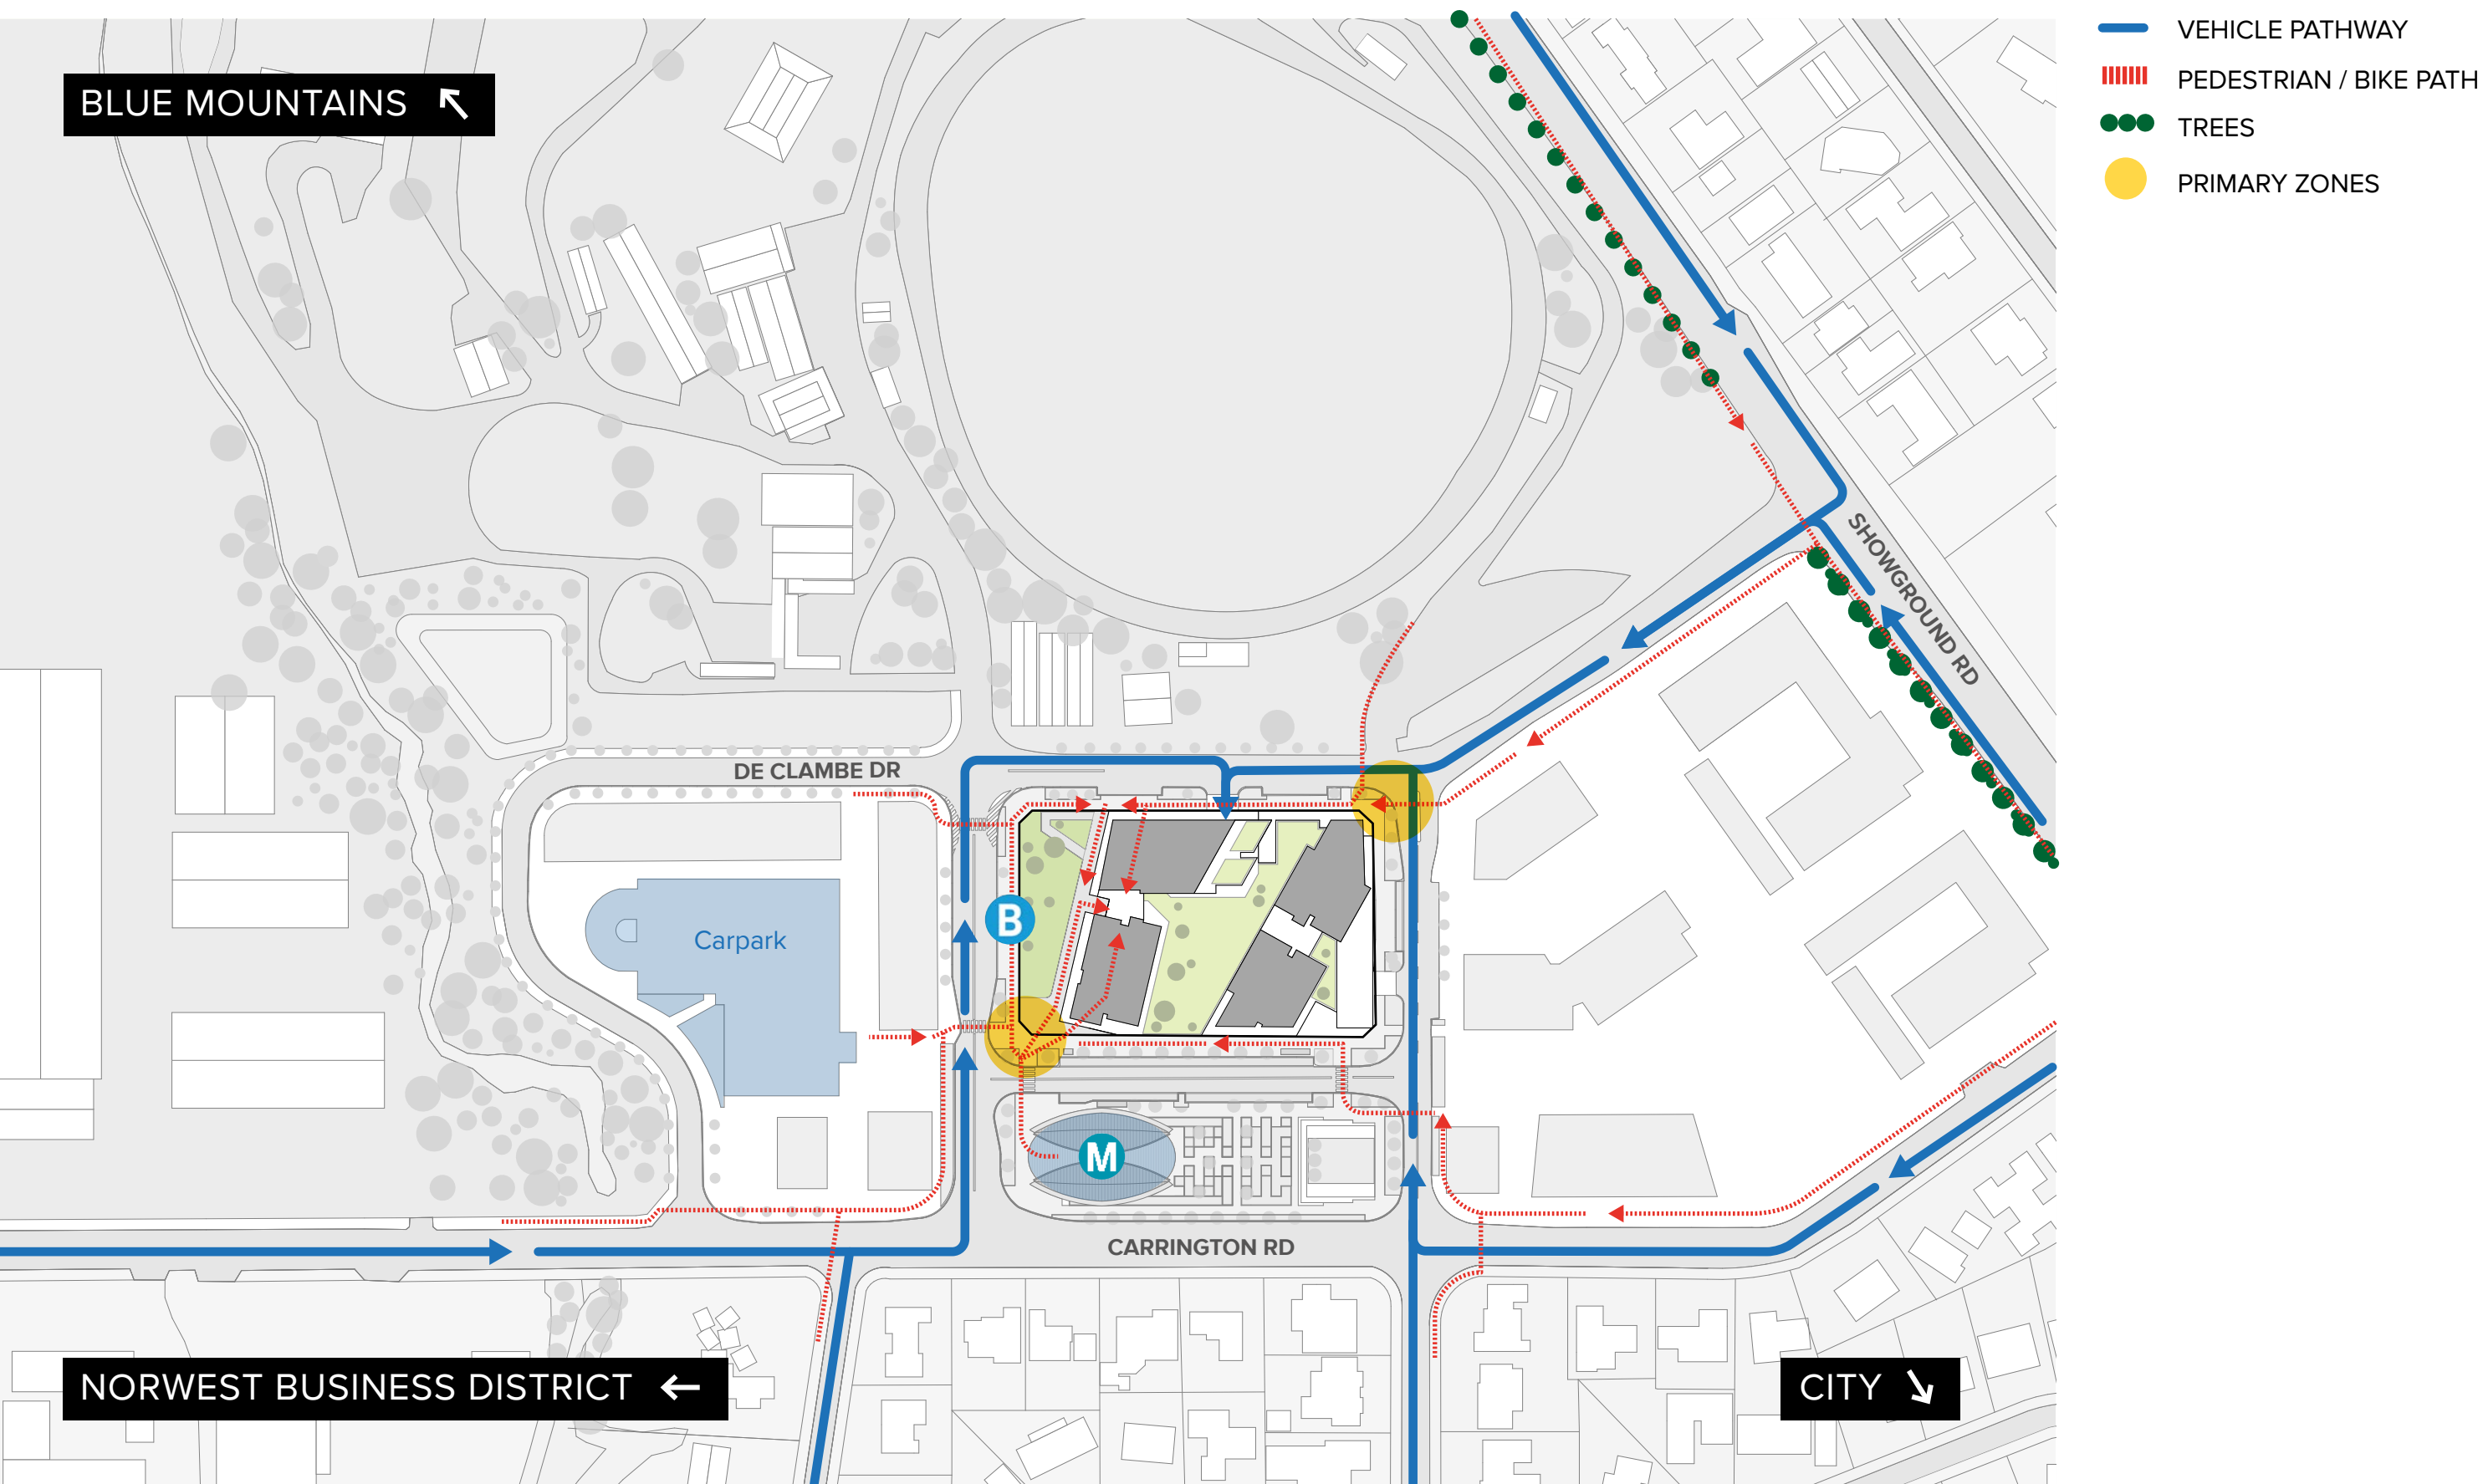 VEHICLE PATHWAY
PEDESTRIAN / BIKE PATH
TREES
PRIMARY ZONES
BLUE MOUNTAINS
SHOWGROUND RD
DE CLAMBE DR
B
Carpark
M
CARRINGTON RD
NORWEST BUSINESS DISTRICT
CITY